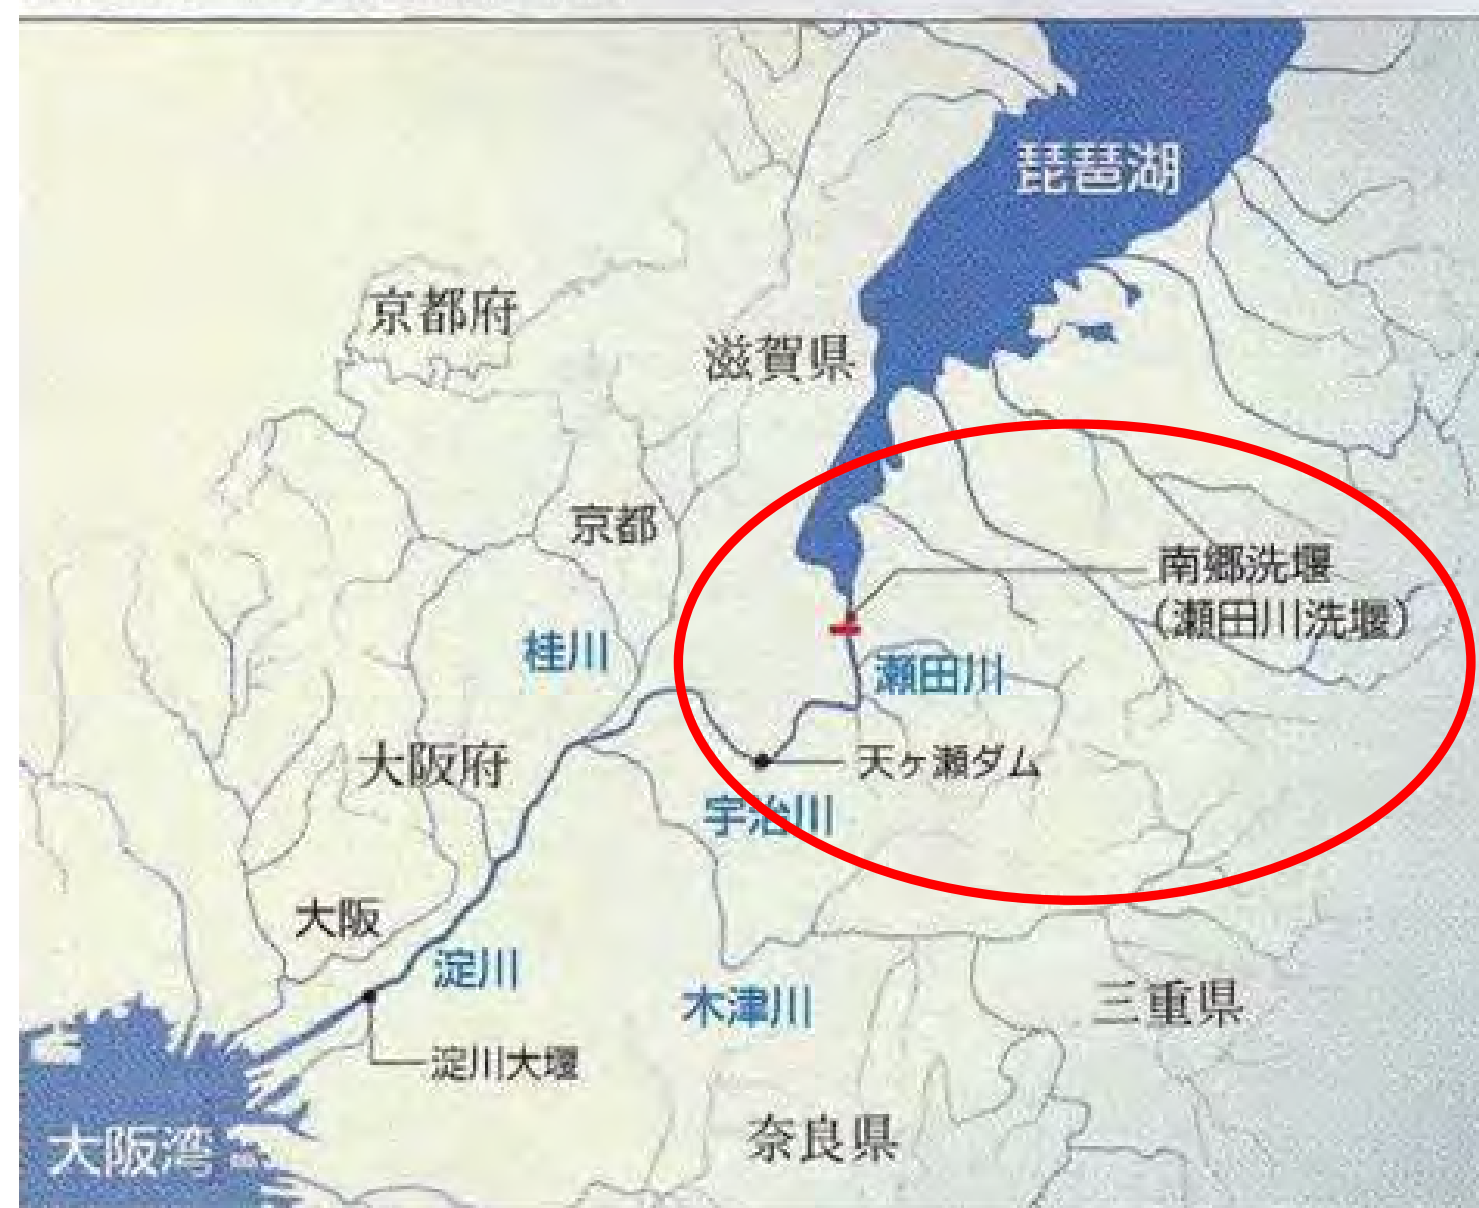 琵琶湖
京都府
滋賀県
京都
南郷洗堰
(瀬田川洗堰)
桂川
瀬田川
大阪府
天ヶ瀬ダム
宇治川
大阪
淀川
木津川
三重県
淀川大堰
奈良県
大阪湾